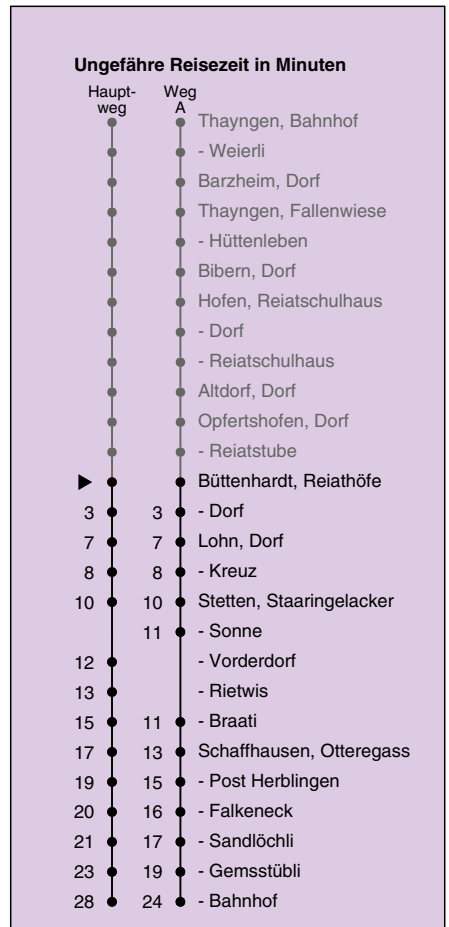 Ungefähre Reisezeit in Minuten
Haupt- Weg
weg A
Thayngen, Bahnhof
- Weierli
Barzheim, Dorf
Thayngen, Fallenwiese
- Hüttenleben
Bibern, Dorf
Hofen, Reiatschulhaus
- Dorf
- Reiatschulhaus
Altdorf, Dorf
Opfertshofen, Dorf
- Reiatstube
Büttenhardt, Reiathöfe
3 3 - Dorf
7 7 Lohn, Dorf
8 8 - Kreuz
10 10 Stetten, Staaringelacker
11 - Sonne
12 - Vorderdorf
13 - Rietwis
15 11 - Braati
17 13 Schaffhausen, Otteregass
19 15 - Post Herblingen
20 16 - Falkeneck
21 17 - Sandlöchli
23 19 - Gemsstübli
28 24 - Bahnhof